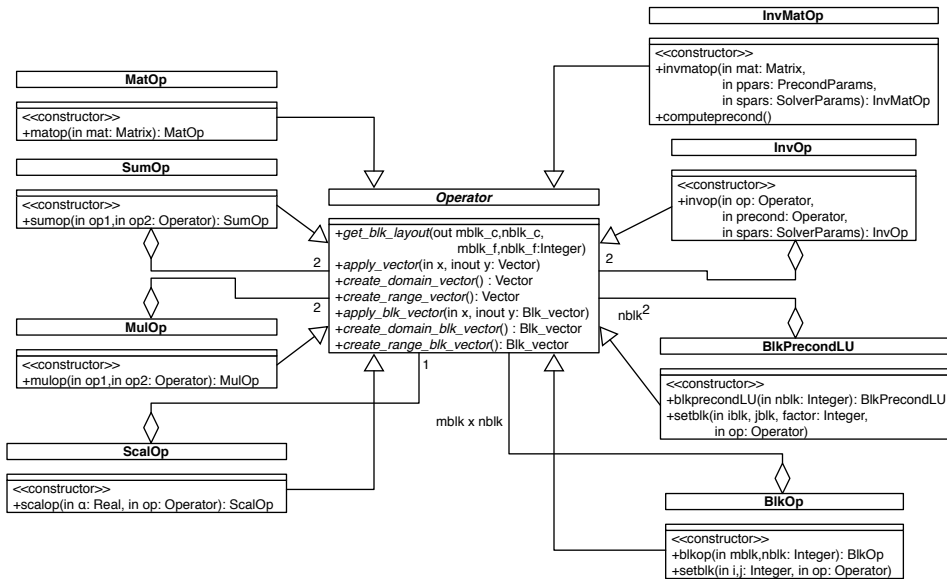 InvMatOp
<<constructor>>
+invmatop(in mat: Matrix,
in ppars: PrecondParams,
in spars: SolverParams): InvMatOp
+computeprecond()
MatOp
<<constructor>>
+matop(in mat: Matrix): MatOp
SumOp
<<constructor>>
+sumop(in op1,in op2: Operator): SumOp
InvOp
<<constructor>>
+invop(in op: Operator,
in precond: Operator,
in spars: SolverParams): InvOp
Operator
+get_blk_layout(out mblk_c,nblk_c,
mblk_f,nblk_f:Integer)
+apply_vector(in x, inout y: Vector)
+create_domain_vector() : Vector
+create_range_vector(): Vector
+apply_blk_vector(in x, inout y: Blk_vector)
+create_domain_blk_vector() : Blk_vector
+create_range_blk_vector(): Blk_vector
2
2
2
nblk2
1
mblk x nblk
MulOp
<<constructor>>
+mulop(in op1,in op2: Operator): MulOp
BlkPrecondLU
<<constructor>>
+blkprecondLU(in nblk: Integer): BlkPrecondLU
+setblk(in iblk, jblk, factor: Integer,
in op: Operator)
ScalOp
<<constructor>>
+scalop(in α: Real, in op: Operator): ScalOp
BlkOp
<<constructor>>
+blkop(in mblk,nblk: Integer): BlkOp
+setblk(in i,j: Integer, in op: Operator)